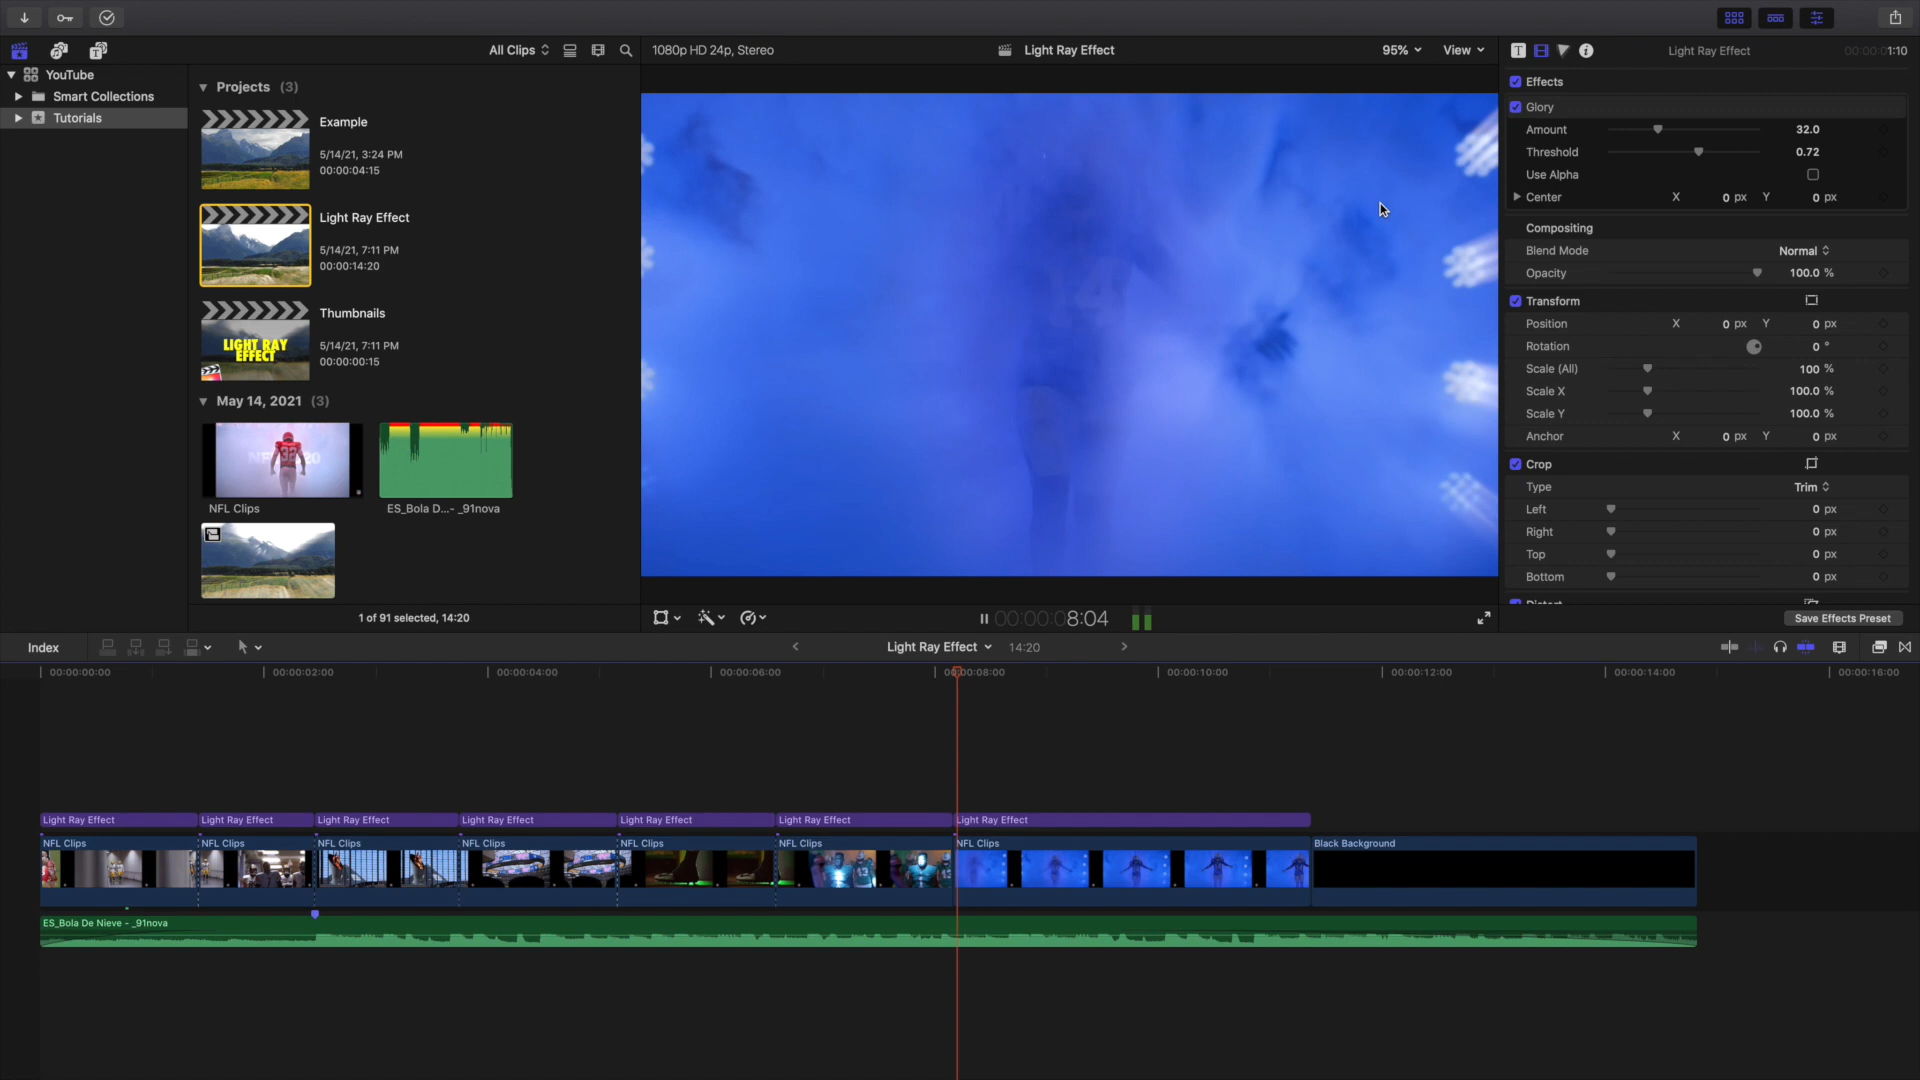 All Clips
1080p HD 24p, Stereo
Light Ray Effect
95%
View
Light Ray Effect
00:00:01:10
YouTube
Smart Collections
Tutorials
Projects (3)
Example
5/14/21, 3:24 PM
00:00:04:15
Light Ray Effect
5/14/21, 7:11 PM
00:00:14:20
Thumbnails
5/14/21, 7:11 PM
00:00:00:15
LIGHT RAY
EFFECT
May 14, 2021 (3)
NFL Clips
ES_Bola D...- _91nova
1 of 91 selected, 14:20
00:00:08:04
Effects
Glory
Amount 32.0
Threshold 0.72
Use Alpha
Center X 0 px Y 0 px
Compositing
Blend Mode Normal
Opacity 100.0 %
Transform
Position X 0 px Y 0 px
Rotation 0 °
Scale (All) 100 %
Scale X 100.0 %
Scale Y 100.0 %
Anchor X 0 px Y 0 px
Crop
Type Trim
Left 0 px
Right 0 px
Top 0 px
Bottom 0 px
Save Effects Preset
Index
Light Ray Effect 14:20
00:00:00:00 00:00:02:00 00:00:04:00 00:00:06:00 00:00:08:00 00:00:10:00 00:00:12:00 00:00:14:00 00:00:16:00
Light Ray Effect Light Ray Effect Light Ray Effect Light Ray Effect Light Ray Effect Light Ray Effect Light Ray Effect
NFL Clips NFL Clips NFL Clips NFL Clips NFL Clips NFL Clips NFL Clips Black Background
ES_Bola De Nieve - _91nova